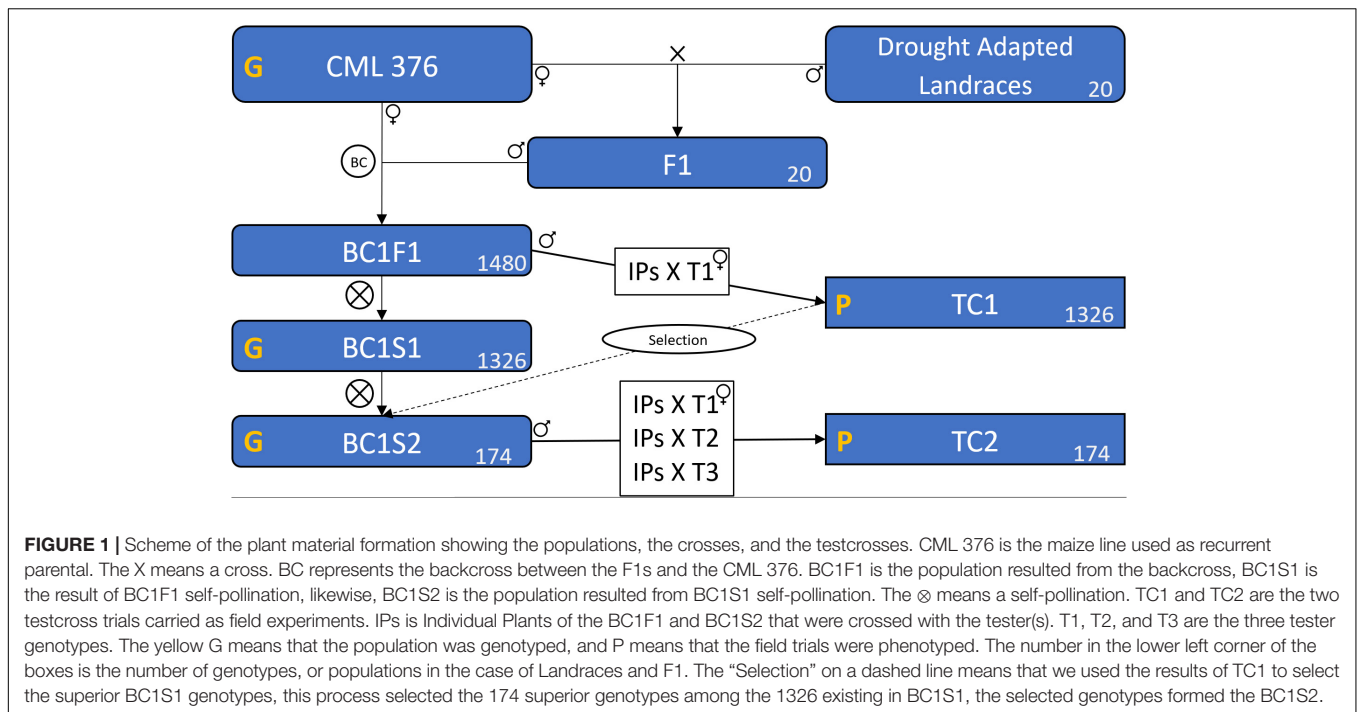 G CML 376
♀
♀
X
♂
Drought Adapted
Landraces 20
BC
♂
F1
20
BC1F1
1480
♂
IPs X T1♀
⊗
P TC1
1326
G BC1S1
1326
Selection
⊗
G BC1S2
174
♂
IPs X T1♀
IPs X T2
IPs X T3
P TC2
174
FIGURE 1 | Scheme of the plant material formation showing the populations, the crosses, and the testcrosses. CML 376 is the maize line used as recurrent
parental. The X means a cross. BC represents the backcross between the F1s and the CML 376. BC1F1 is the population resulted from the backcross, BC1S1 is
the result of BC1F1 self-pollination, likewise, BC1S2 is the population resulted from BC1S1 self-pollination. The ⊗ means a self-pollination. TC1 and TC2 are the two
testcross trials carried as field experiments. IPs is Individual Plants of the BC1F1 and BC1S2 that were crossed with the tester(s). T1, T2, and T3 are the three tester
genotypes. The yellow G means that the population was genotyped, and P means that the field trials were phenotyped. The number in the lower left corner of the
boxes is the number of genotypes, or populations in the case of Landraces and F1. The “Selection” on a dashed line means that we used the results of TC1 to select
the superior BC1S1 genotypes, this process selected the 174 superior genotypes among the 1326 existing in BC1S1, the selected genotypes formed the BC1S2.